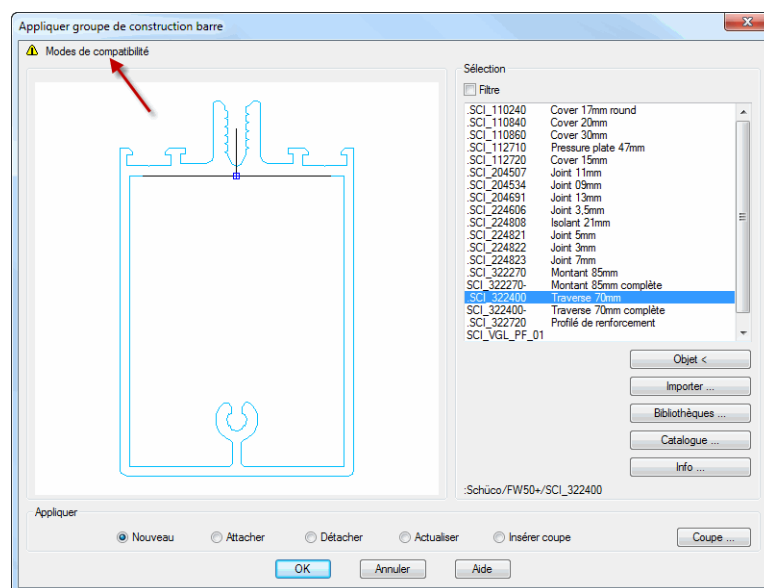 Appliquer groupe de construction barre
Modes de compatibilité
Sélection
Filtre
.SCI_110240 Cover 17mm round
.SCI_110840 Cover 20mm
.SCI_110860 Cover 30mm
.SCI_112710 Pressure plate 47mm
.SCI_112720 Cover 15mm
.SCI_204507 Joint 11mm
.SCI_204534 Joint 09mm
.SCI_204691 Joint 13mm
.SCI_224606 Joint 3,5mm
.SCI_224808 Isolant 21mm
.SCI_224821 Joint 5mm
.SCI_224822 Joint 3mm
.SCI_224823 Joint 7mm
.SCI_322270 Montant 85mm
SCI_322270- Montant 85mm complète
.SCI_322400 Traverse 70mm
SCI_322400- Traverse 70mm complète
.SCI_322720 Profilé de renforcement
SCI_VGL_PF_01
Objet <
Importer ...
Bibliothèques ...
Catalogue ...
Info ...
:Schüco/FW50+/SCI_322400
Appliquer
Nouveau Attacher Détacher Actualiser Insérer coupe Coupe ...
OK Annuler Aide